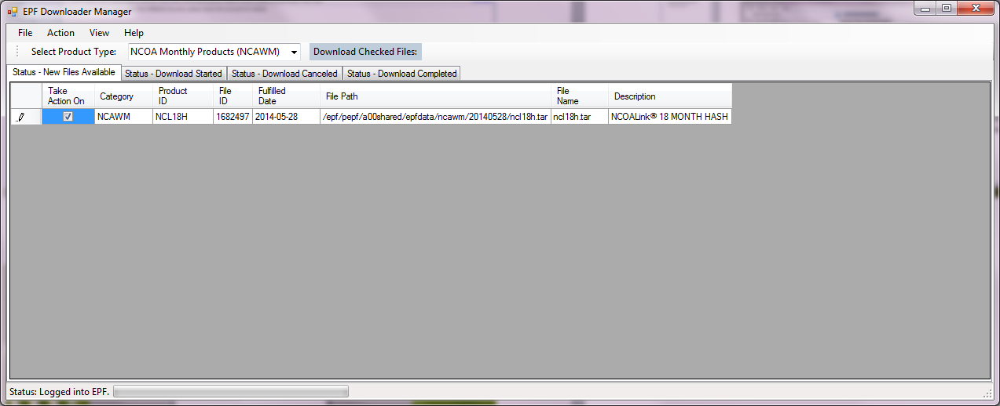 EPF Downloader Manager
File Action View Help
Select Product Type: NCOA Monthly Products (NCAWM) Download Checked Files:
Status - New Files Available Status - Download Started Status - Download Canceled Status - Download Completed
Take Action On Category Product ID File ID Fulfilled Date File Path File Name Description
NCAWM NCL18H 1682497 2014-05-28 /epf/pepf/a00shared/epfdata/ncawm/20140528/ncl18h.tar ncl18h.tar NCOALink® 18 MONTH HASH
Status: Logged into EPF.